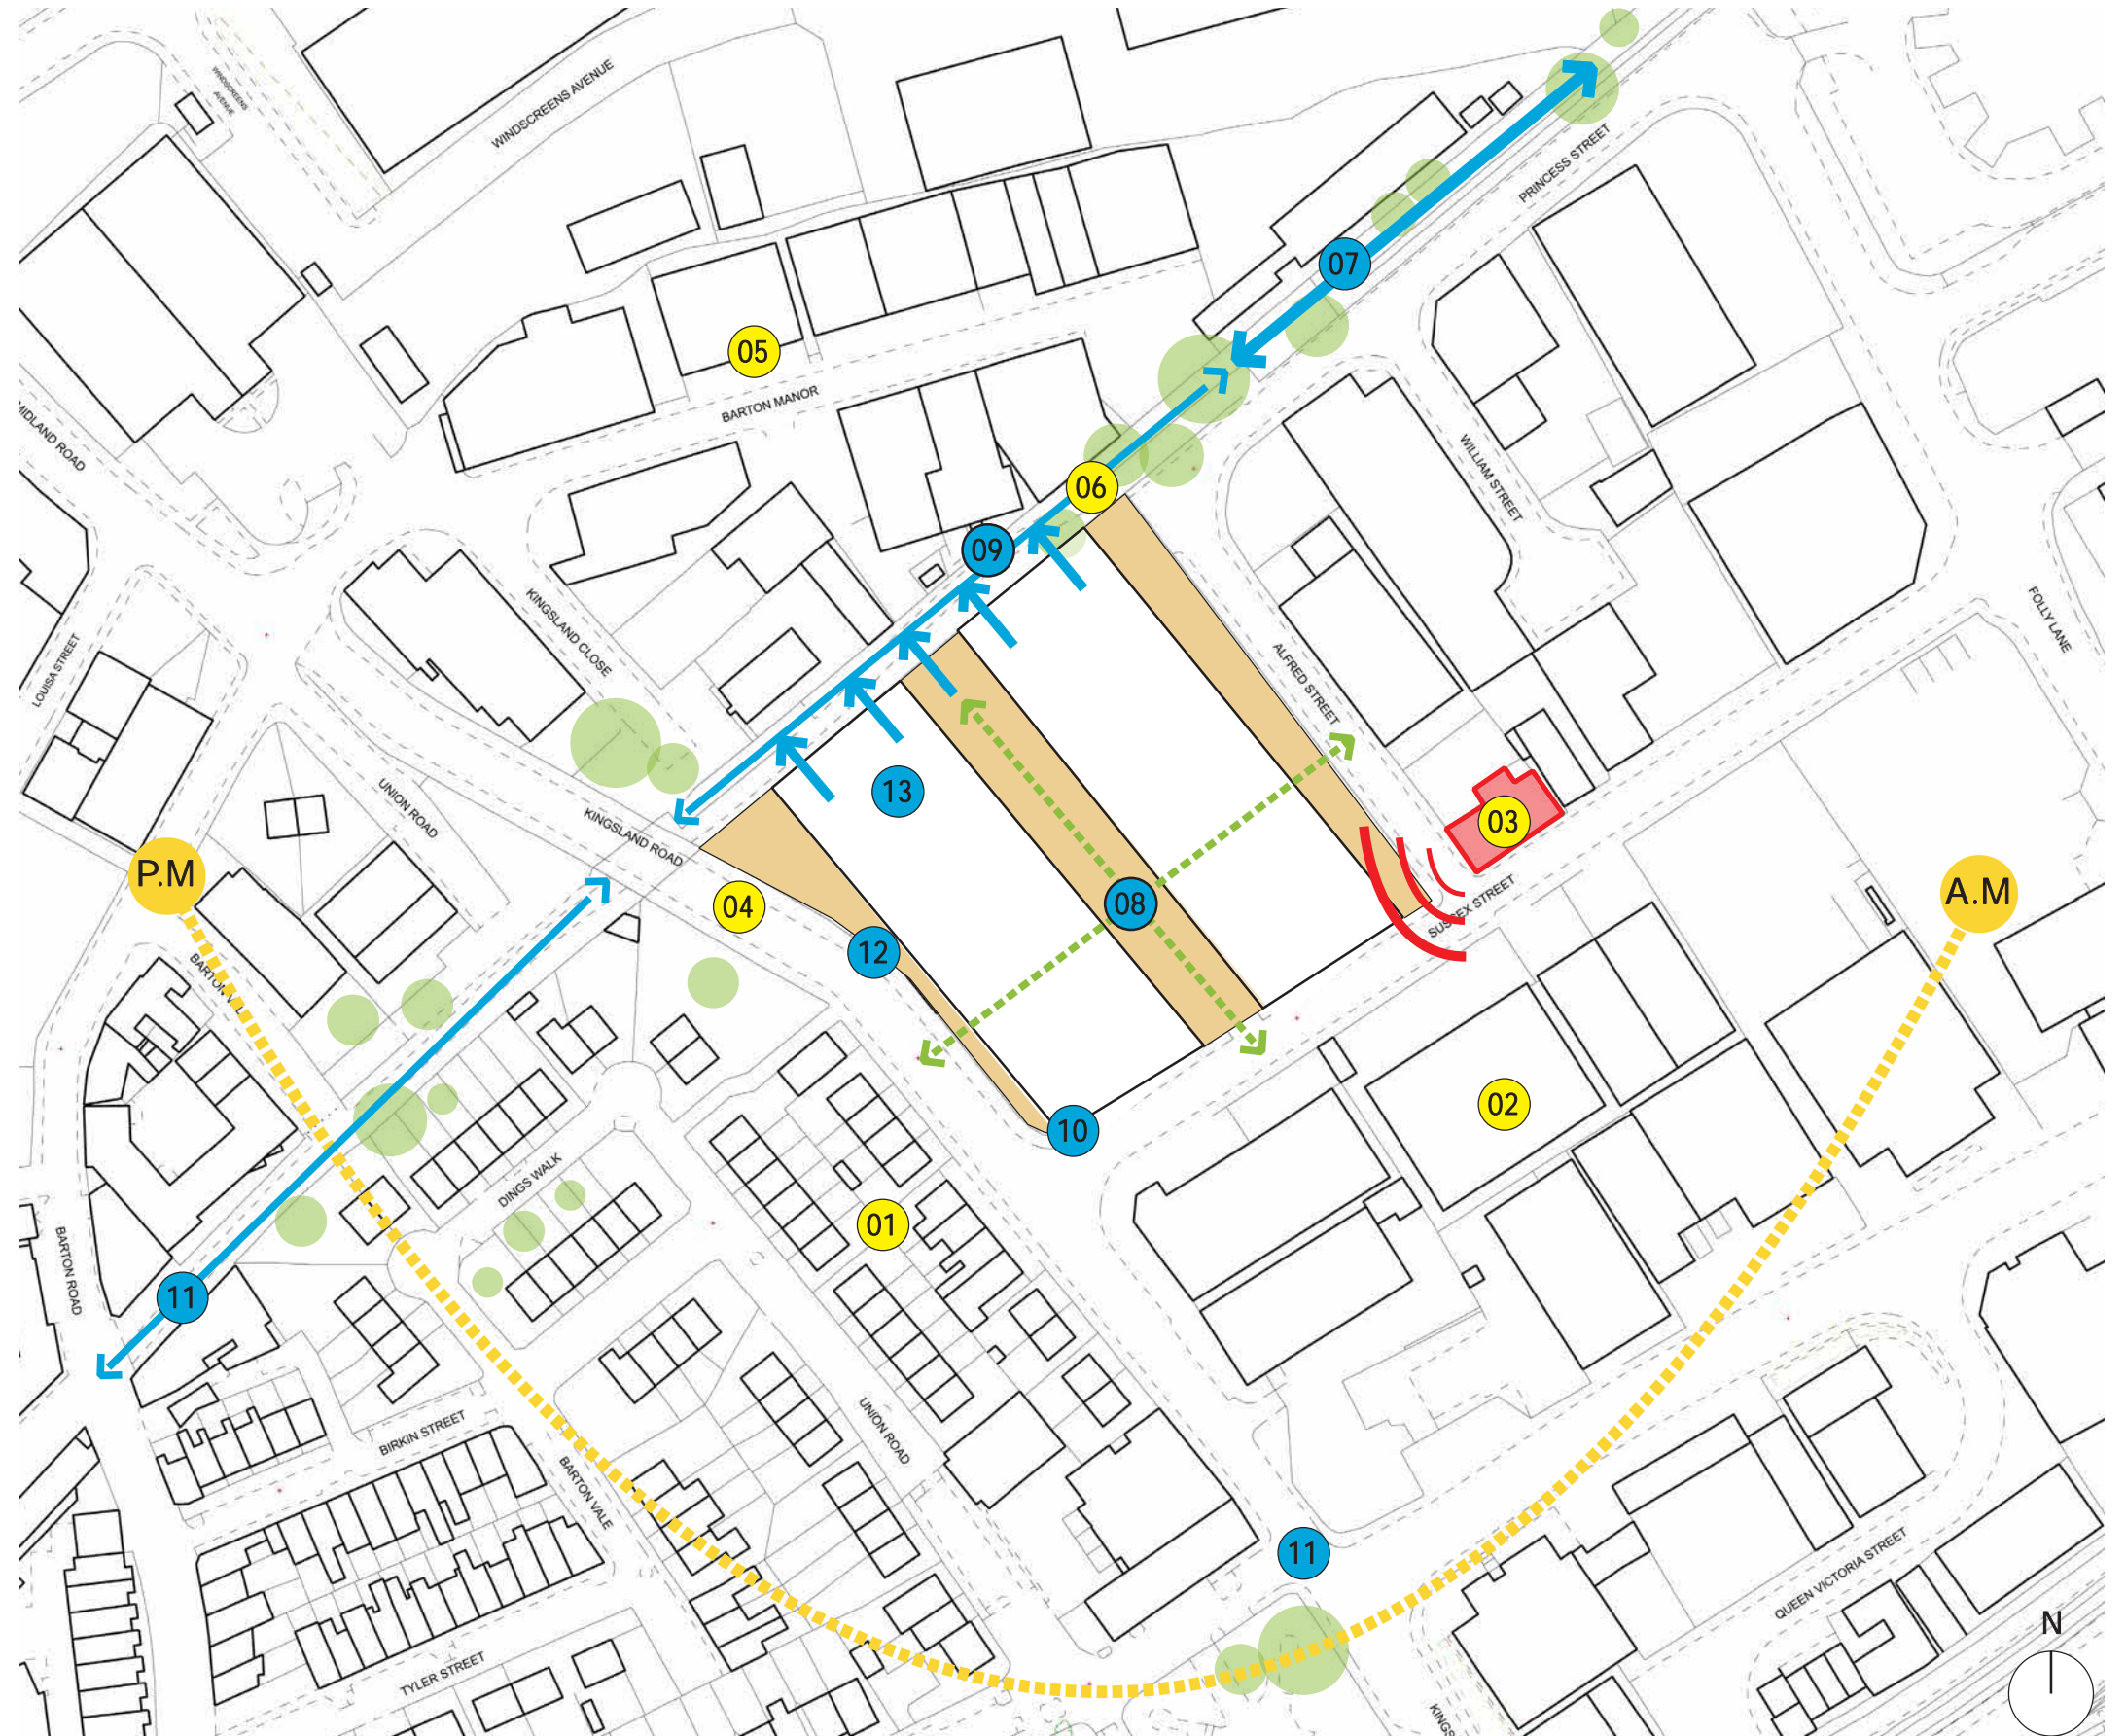 WINDSCREENS AVENUE
WINDSCREENS
AVENUE
PRINCESS STREET
07
05
BARTON MANOR
MIDLAND ROAD
WILLIAM STREET
06
09
KINGSLAND CLOSE
FOLLY LANE
LOUISA STREET
ALFRED STREET
13
UNION ROAD
KINGSLAND ROAD
03
P.M
A.M
04
08
SUSSEX STREET
12
BARTON VALE
02
10
DINGS WALK
01
BARTON ROAD
11
UNION ROAD
BIRKIN STREET
BARTON VALE
11
QUEEN VICTORIA STREET
N
TYLER STREET
KINGS